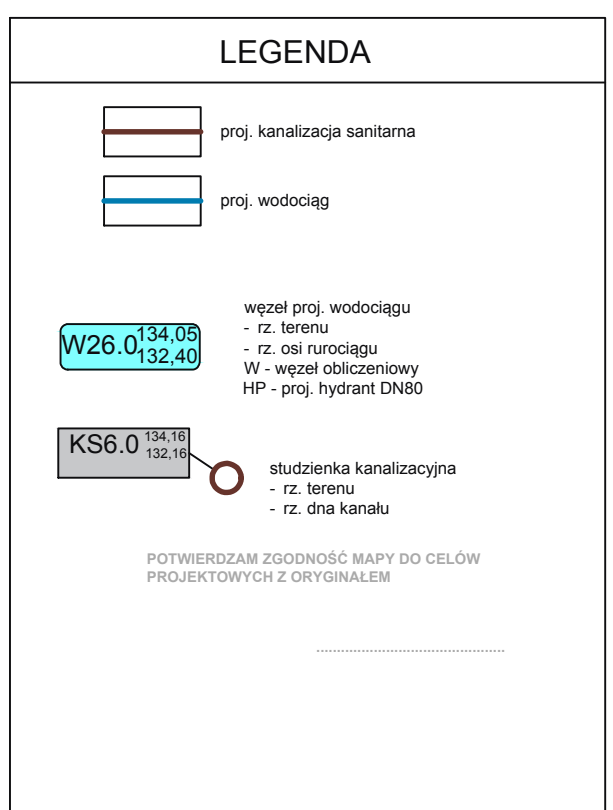 LEGENDA
proj. kanalizacja sanitarna
proj. wodociąg
węzeł proj. wodociągu
- rz. terenu
- rz. osi rurociągu
W - węzeł obliczeniowy
HP - proj. hydrant DN80
W26.0 134,05
132,40
KS6.0 134,16
132,16
studzienka kanalizacyjna
- rz. terenu
- rz. dna kanału
POTWIERDZAM ZGODNOŚĆ MAPY DO CELÓW
PROJEKTOWYCH Z ORYGINAŁEM